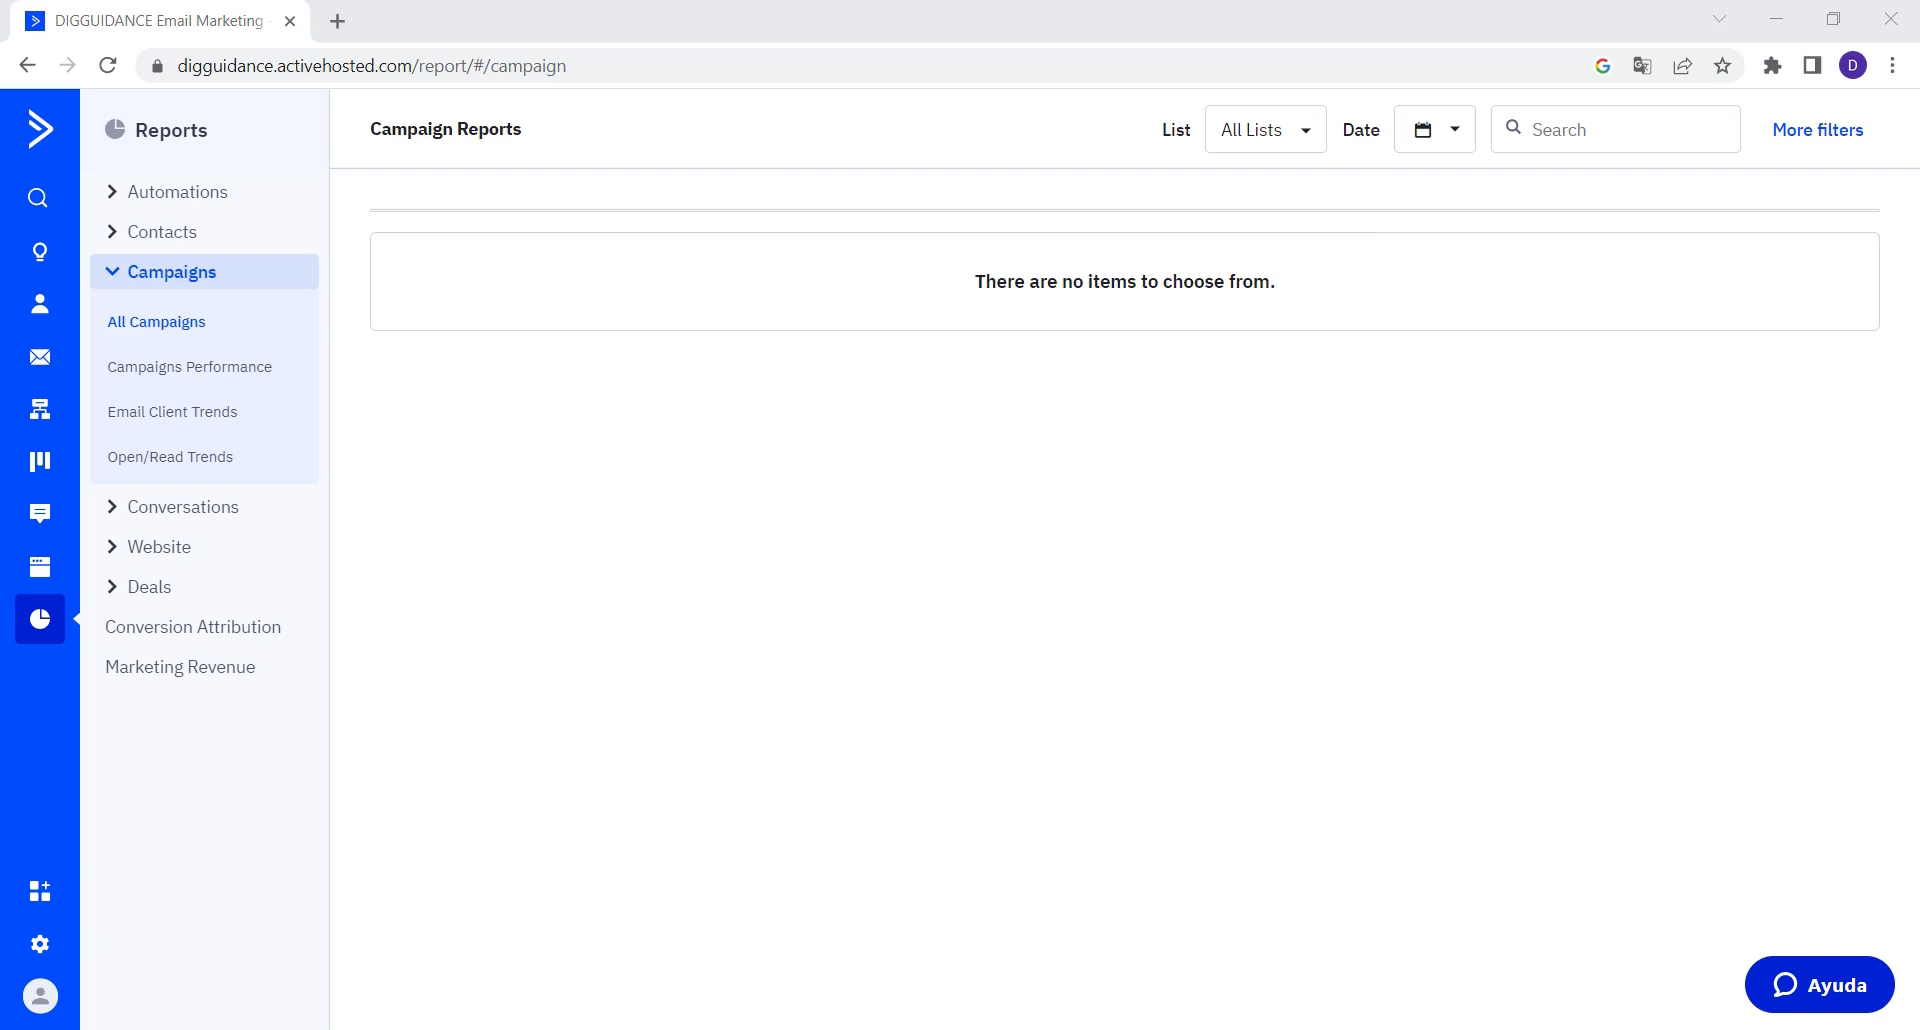 DIGGUIDANCE Email Marketing
digguidance.activehosted.com/report/#/campaign
D
Reports
Campaign Reports
List
All Lists
Date
Search
More filters
Automations
Contacts
Campaigns
All Campaigns
Campaigns Performance
Email Client Trends
Open/Read Trends
Conversations
Website
Deals
Conversion Attribution
Marketing Revenue
There are no items to choose from.
Ayuda